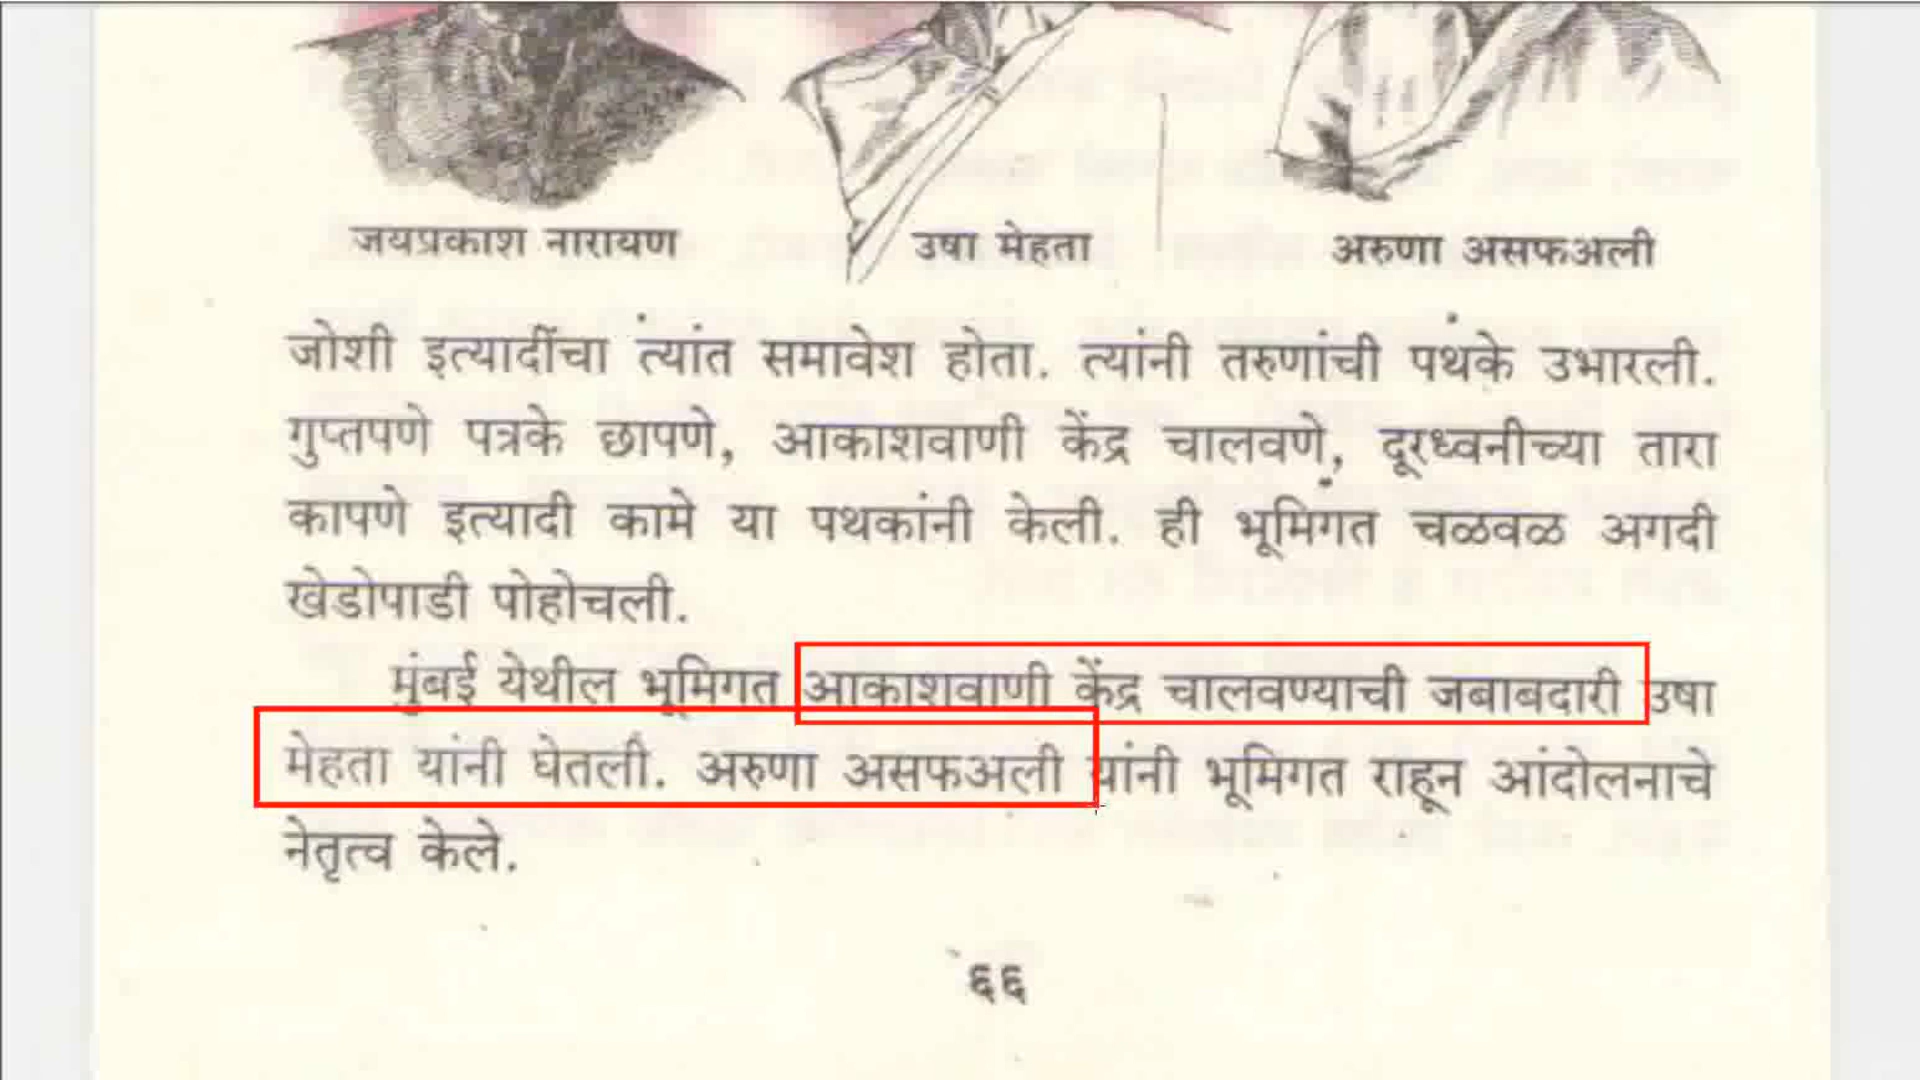 जयप्रकाश नारायण उषा मेहता अरुणा असफअली
जोशी इत्यादींचा त्यांत समावेश होता. त्यांनी तरुणांची पथके उभारली.
गुप्तपणे पत्रके छापणे, आकाशवाणी केंद्र चालवणे, दूरध्वनीच्या तारा
कापणे इत्यादी कामे या पथकांनी केली. ही भूमिगत चळवळ अगदी
खेडोपाडी पोहोचली.
मुंबई येथील भूमिगत आकाशवाणी केंद्र चालवण्याची जबाबदारी उषा
मेहता यांनी घेतली. अरुणा असफअली यांनी भूमिगत राहून आंदोलनाचे
नेतृत्व केले.
६६